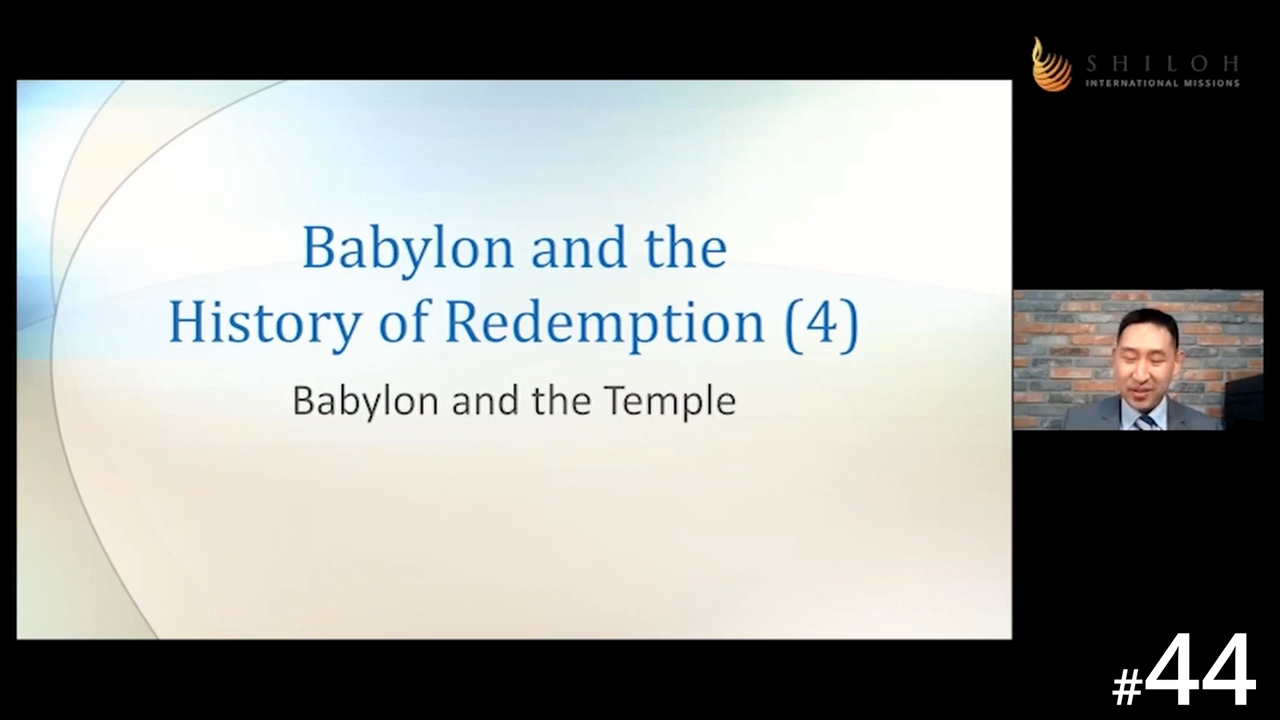 SHILOH
INTERNATIONAL MISSIONS
Babylon and the
History of Redemption (4)
Babylon and the Temple
#44